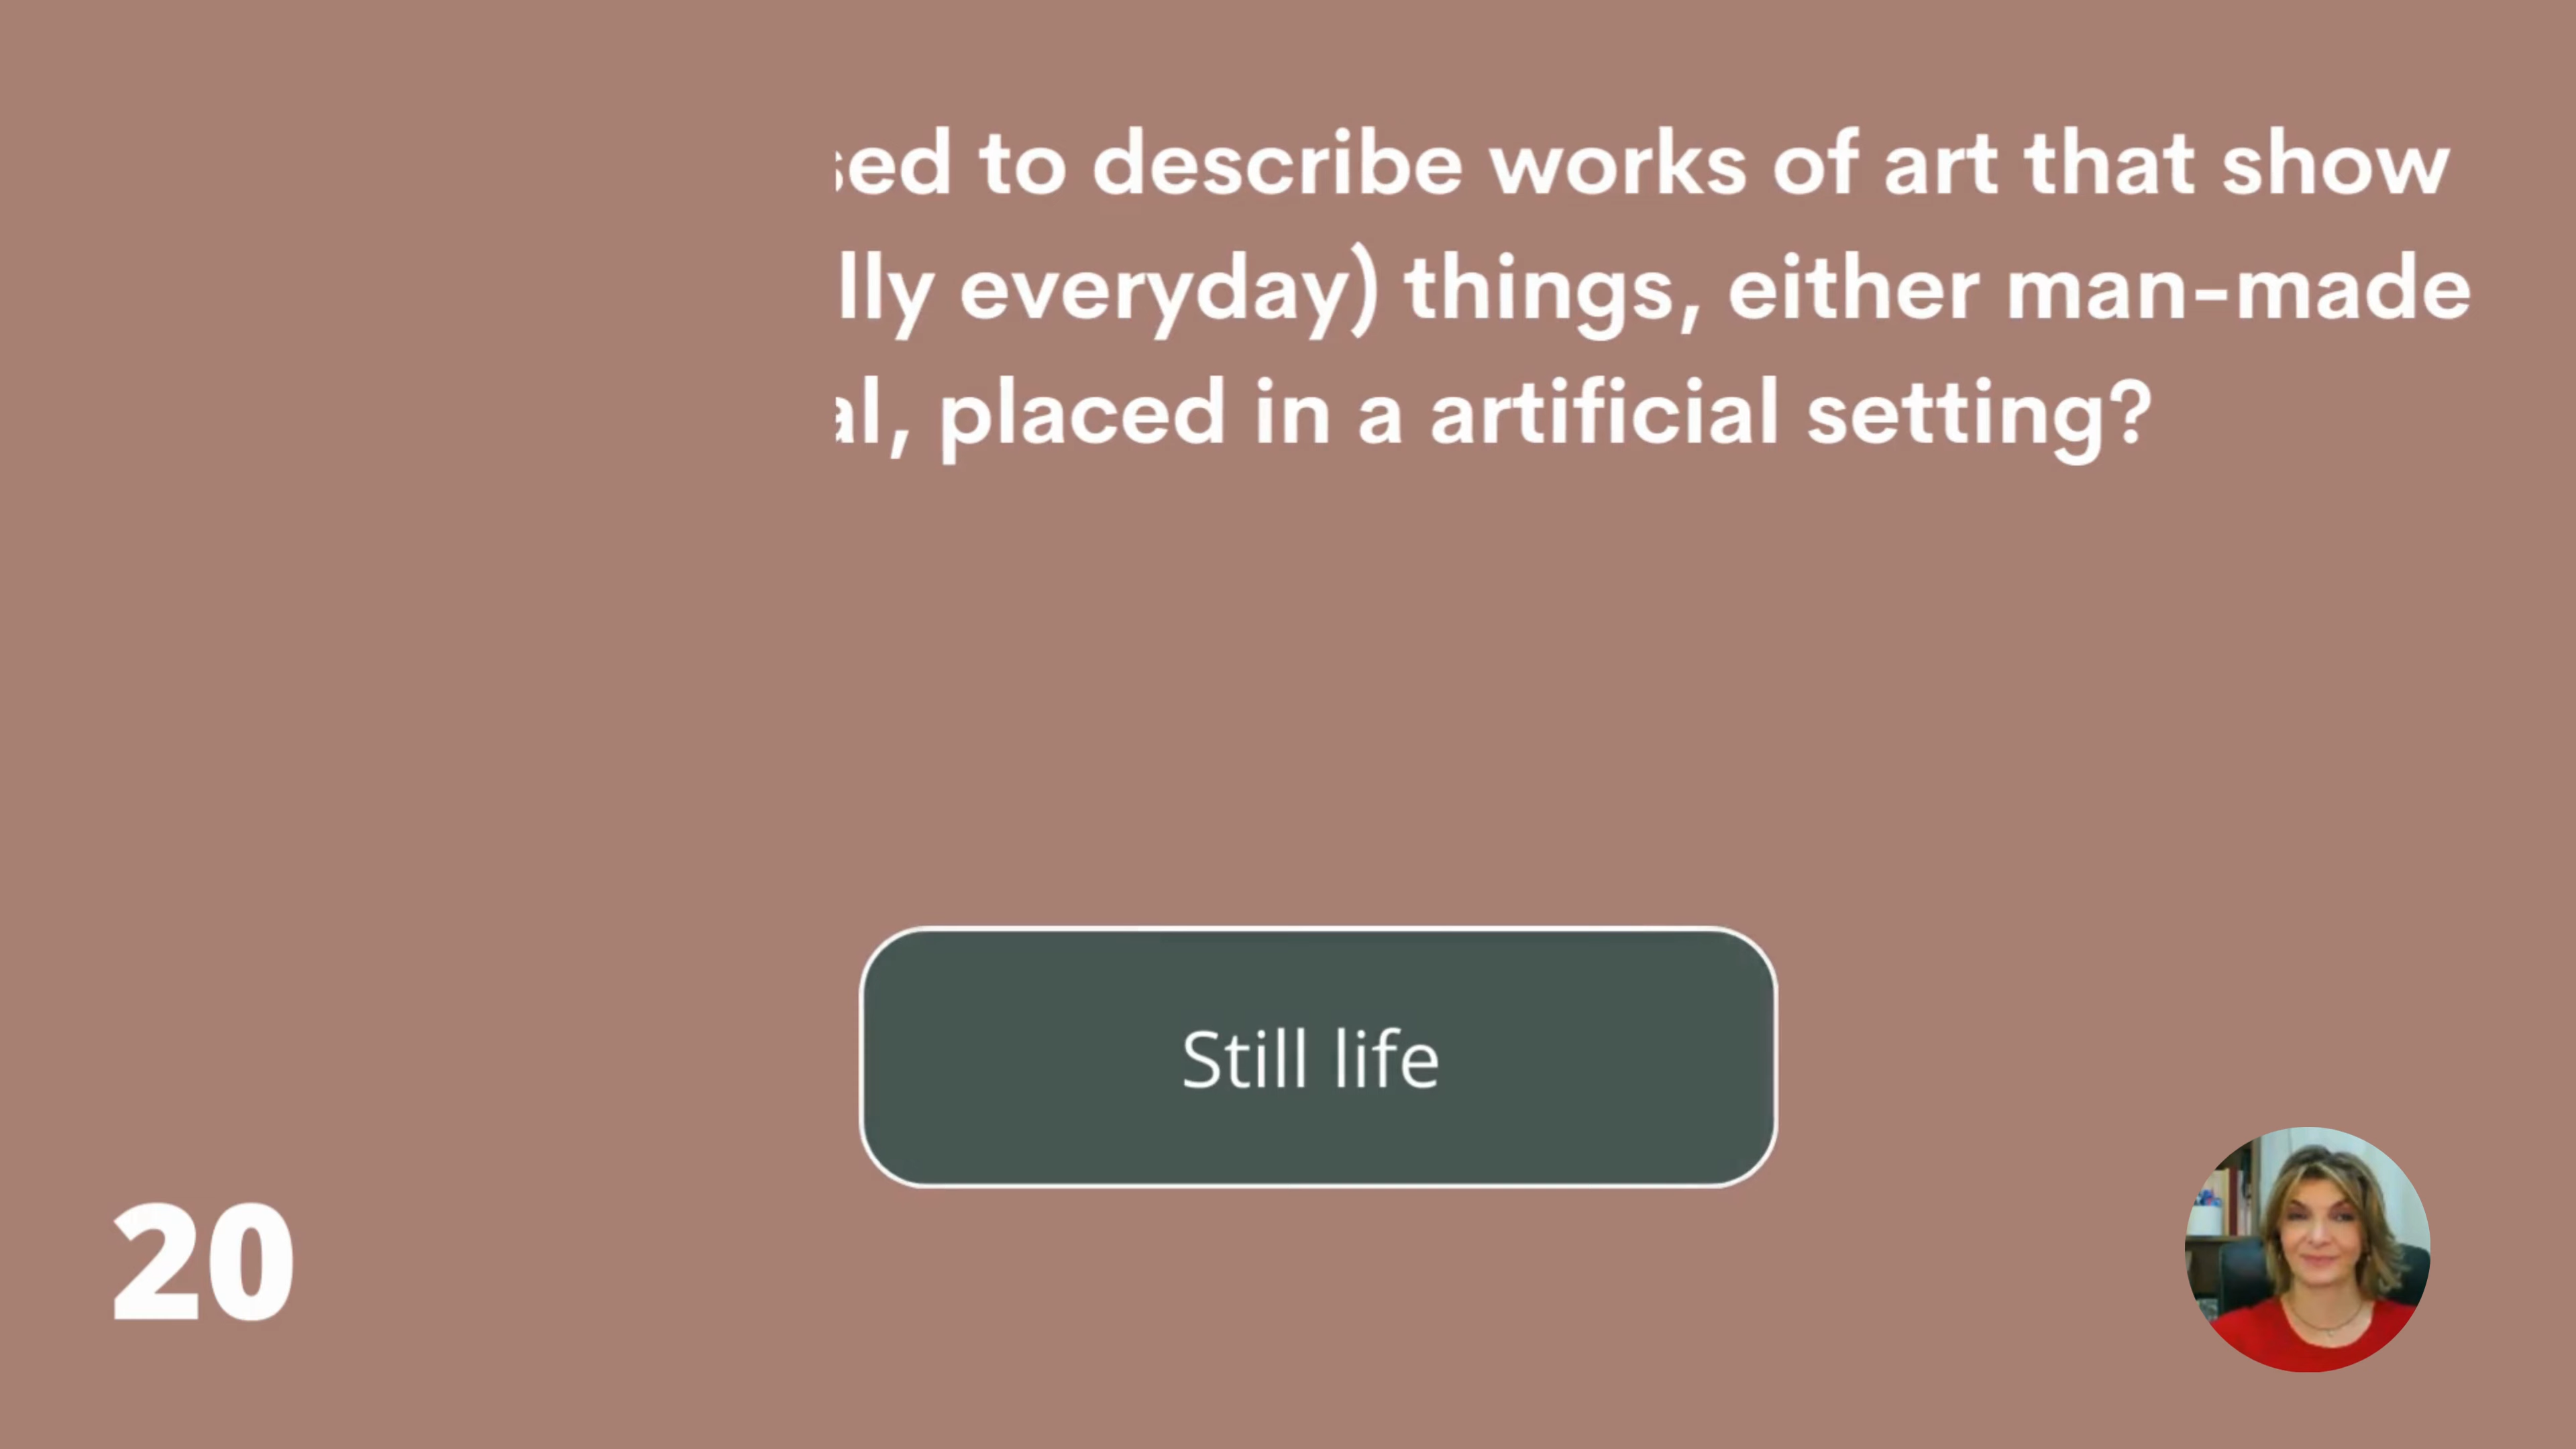 ed to describe works of art that show
lly everyday) things, either man-made
al, placed in a artificial setting?
Still life
20